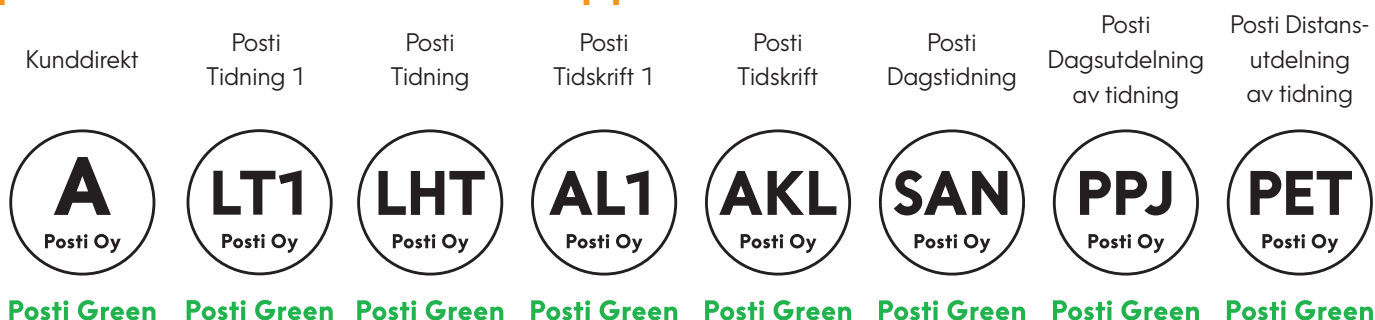 Kunddirekt
Posti
Tidning 1
Posti
Tidning
Posti
Tidskrift 1
Posti
Tidskrift
Posti
Dagstidning
Posti
Dagsutdelning
av tidning
Posti Distans-
utdelning
av tidning
A
Posti Oy
LT1
Posti Oy
LHT
Posti Oy
AL1
Posti Oy
AKL
Posti Oy
SAN
Posti Oy
PPJ
Posti Oy
PET
Posti Oy
Posti Green
Posti Green
Posti Green
Posti Green
Posti Green
Posti Green
Posti Green
Posti Green